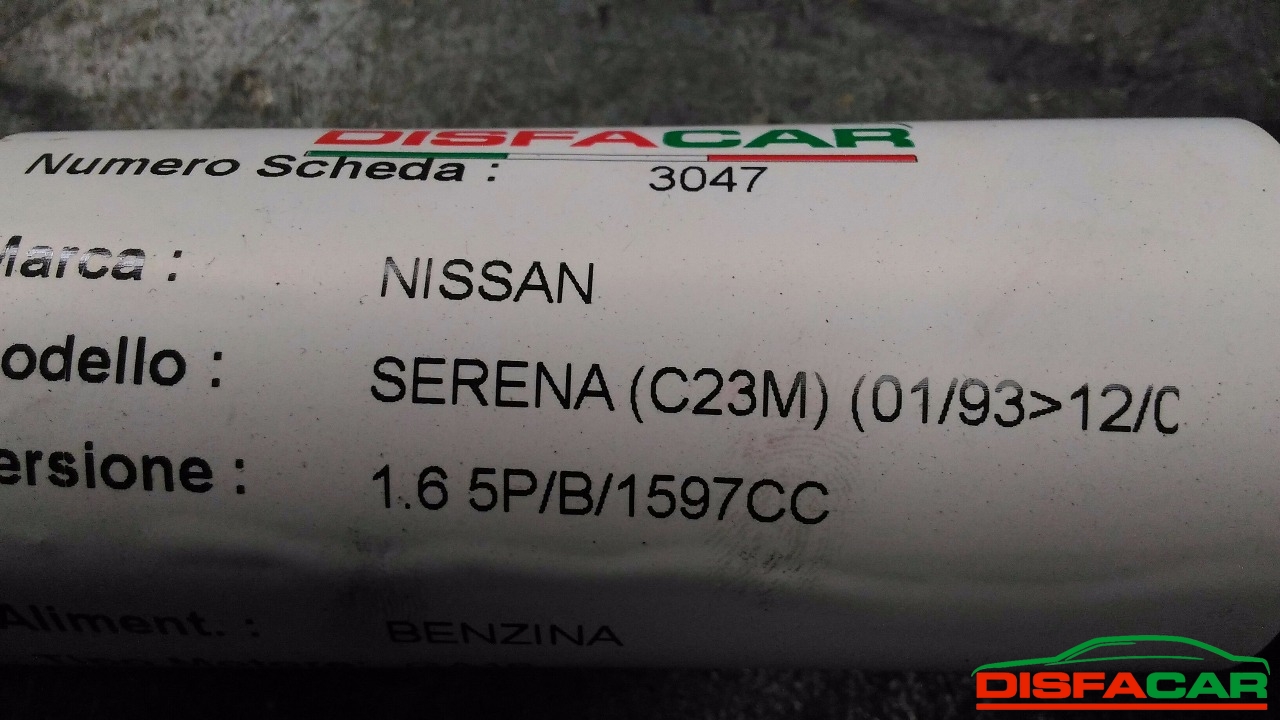 DISFACAR
Numero Scheda : 3047
Marca : NISSAN
odello : SERENA (C23M) (01/93>12/0
ersione : 1.6 5P/B/1597CC
Aliment. : BENZINA
DISFACAR